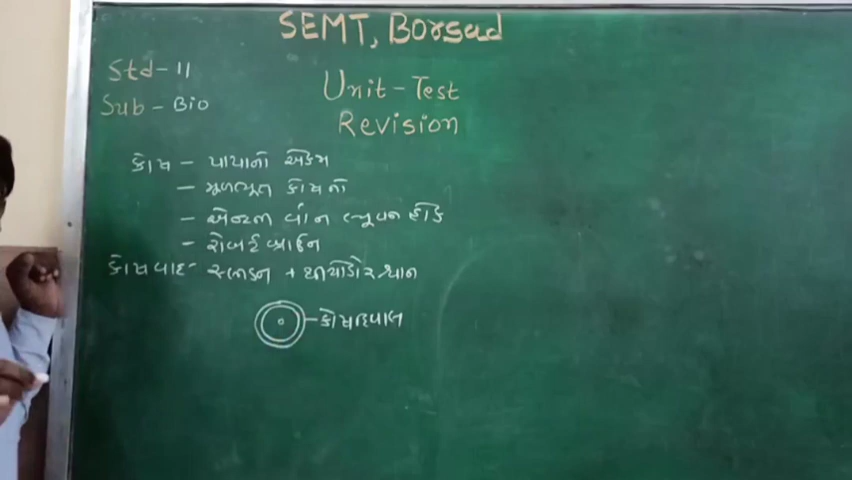 SEMT, Borsad
Std - 11
Sub - Bio
Unit - Test
Revision
કોષ - પાયાનો એકમ
- મૂળભૂત કોષનો
- એન્ટન વાન લ્યુવન હોક
- રોબર્ટ બ્રાઉન
કોષવાદ - સ્લાઇડન + થીયોડોર શ્વાન
કોષદિવાલ